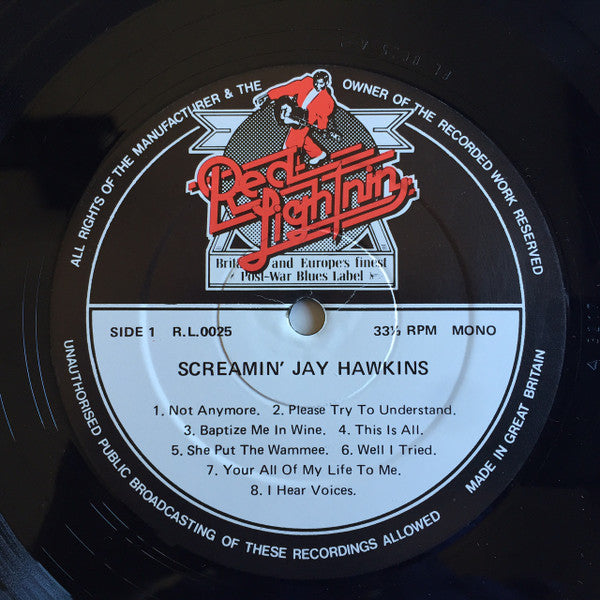 ALL RIGHTS OF THE MANUFACTURER & THE OWNER OF THE RECORDED WORK RESERVED
Red
Lightnin'
and Europe's finest
Post-War Blues Label
SIDE 1 R.L.0025 33⅓ RPM MONO
SCREAMIN' JAY HAWKINS
1. Not Anymore. 2. Please Try To Understand.
3. Baptize Me In Wine. 4. This Is All.
5. She Put The Wammee. 6. Well I Tried.
7. Your All Of My Life To Me.
8. I Hear Voices.
UNAUTHORISED PUBLIC BROADCASTING OF THESE RECORDINGS ALLOWED
MADE IN GREAT BRITAIN